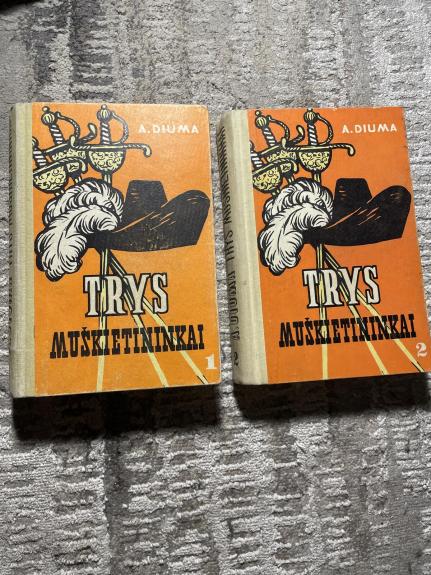 A. DIUMA
TRYS
MUŠKIETININKAI
1
A. DIUMA
TRYS
MUŠKIETININKAI
2